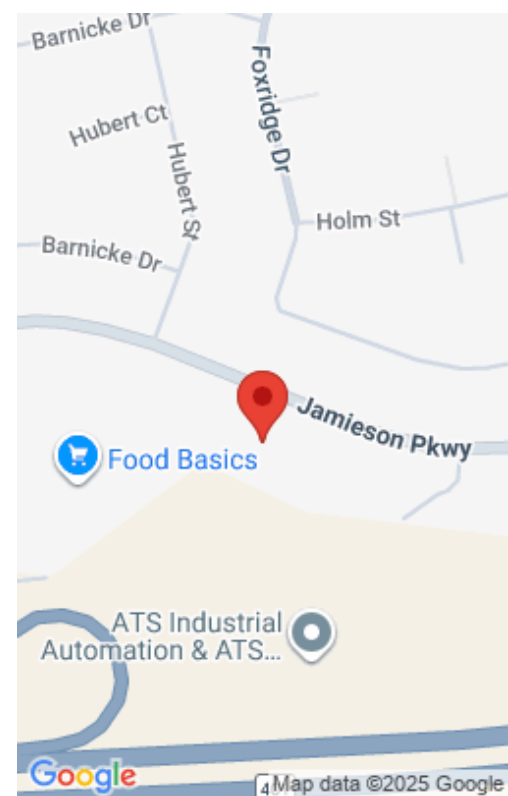 Barnicke Dr
Foxridge Dr
Hubert Ct
Hubert St
Holm St
Barnicke Dr
Jamieson Pkwy
Food Basics
ATS Industrial
Automation & ATS...
Google
Map data ©2025 Google